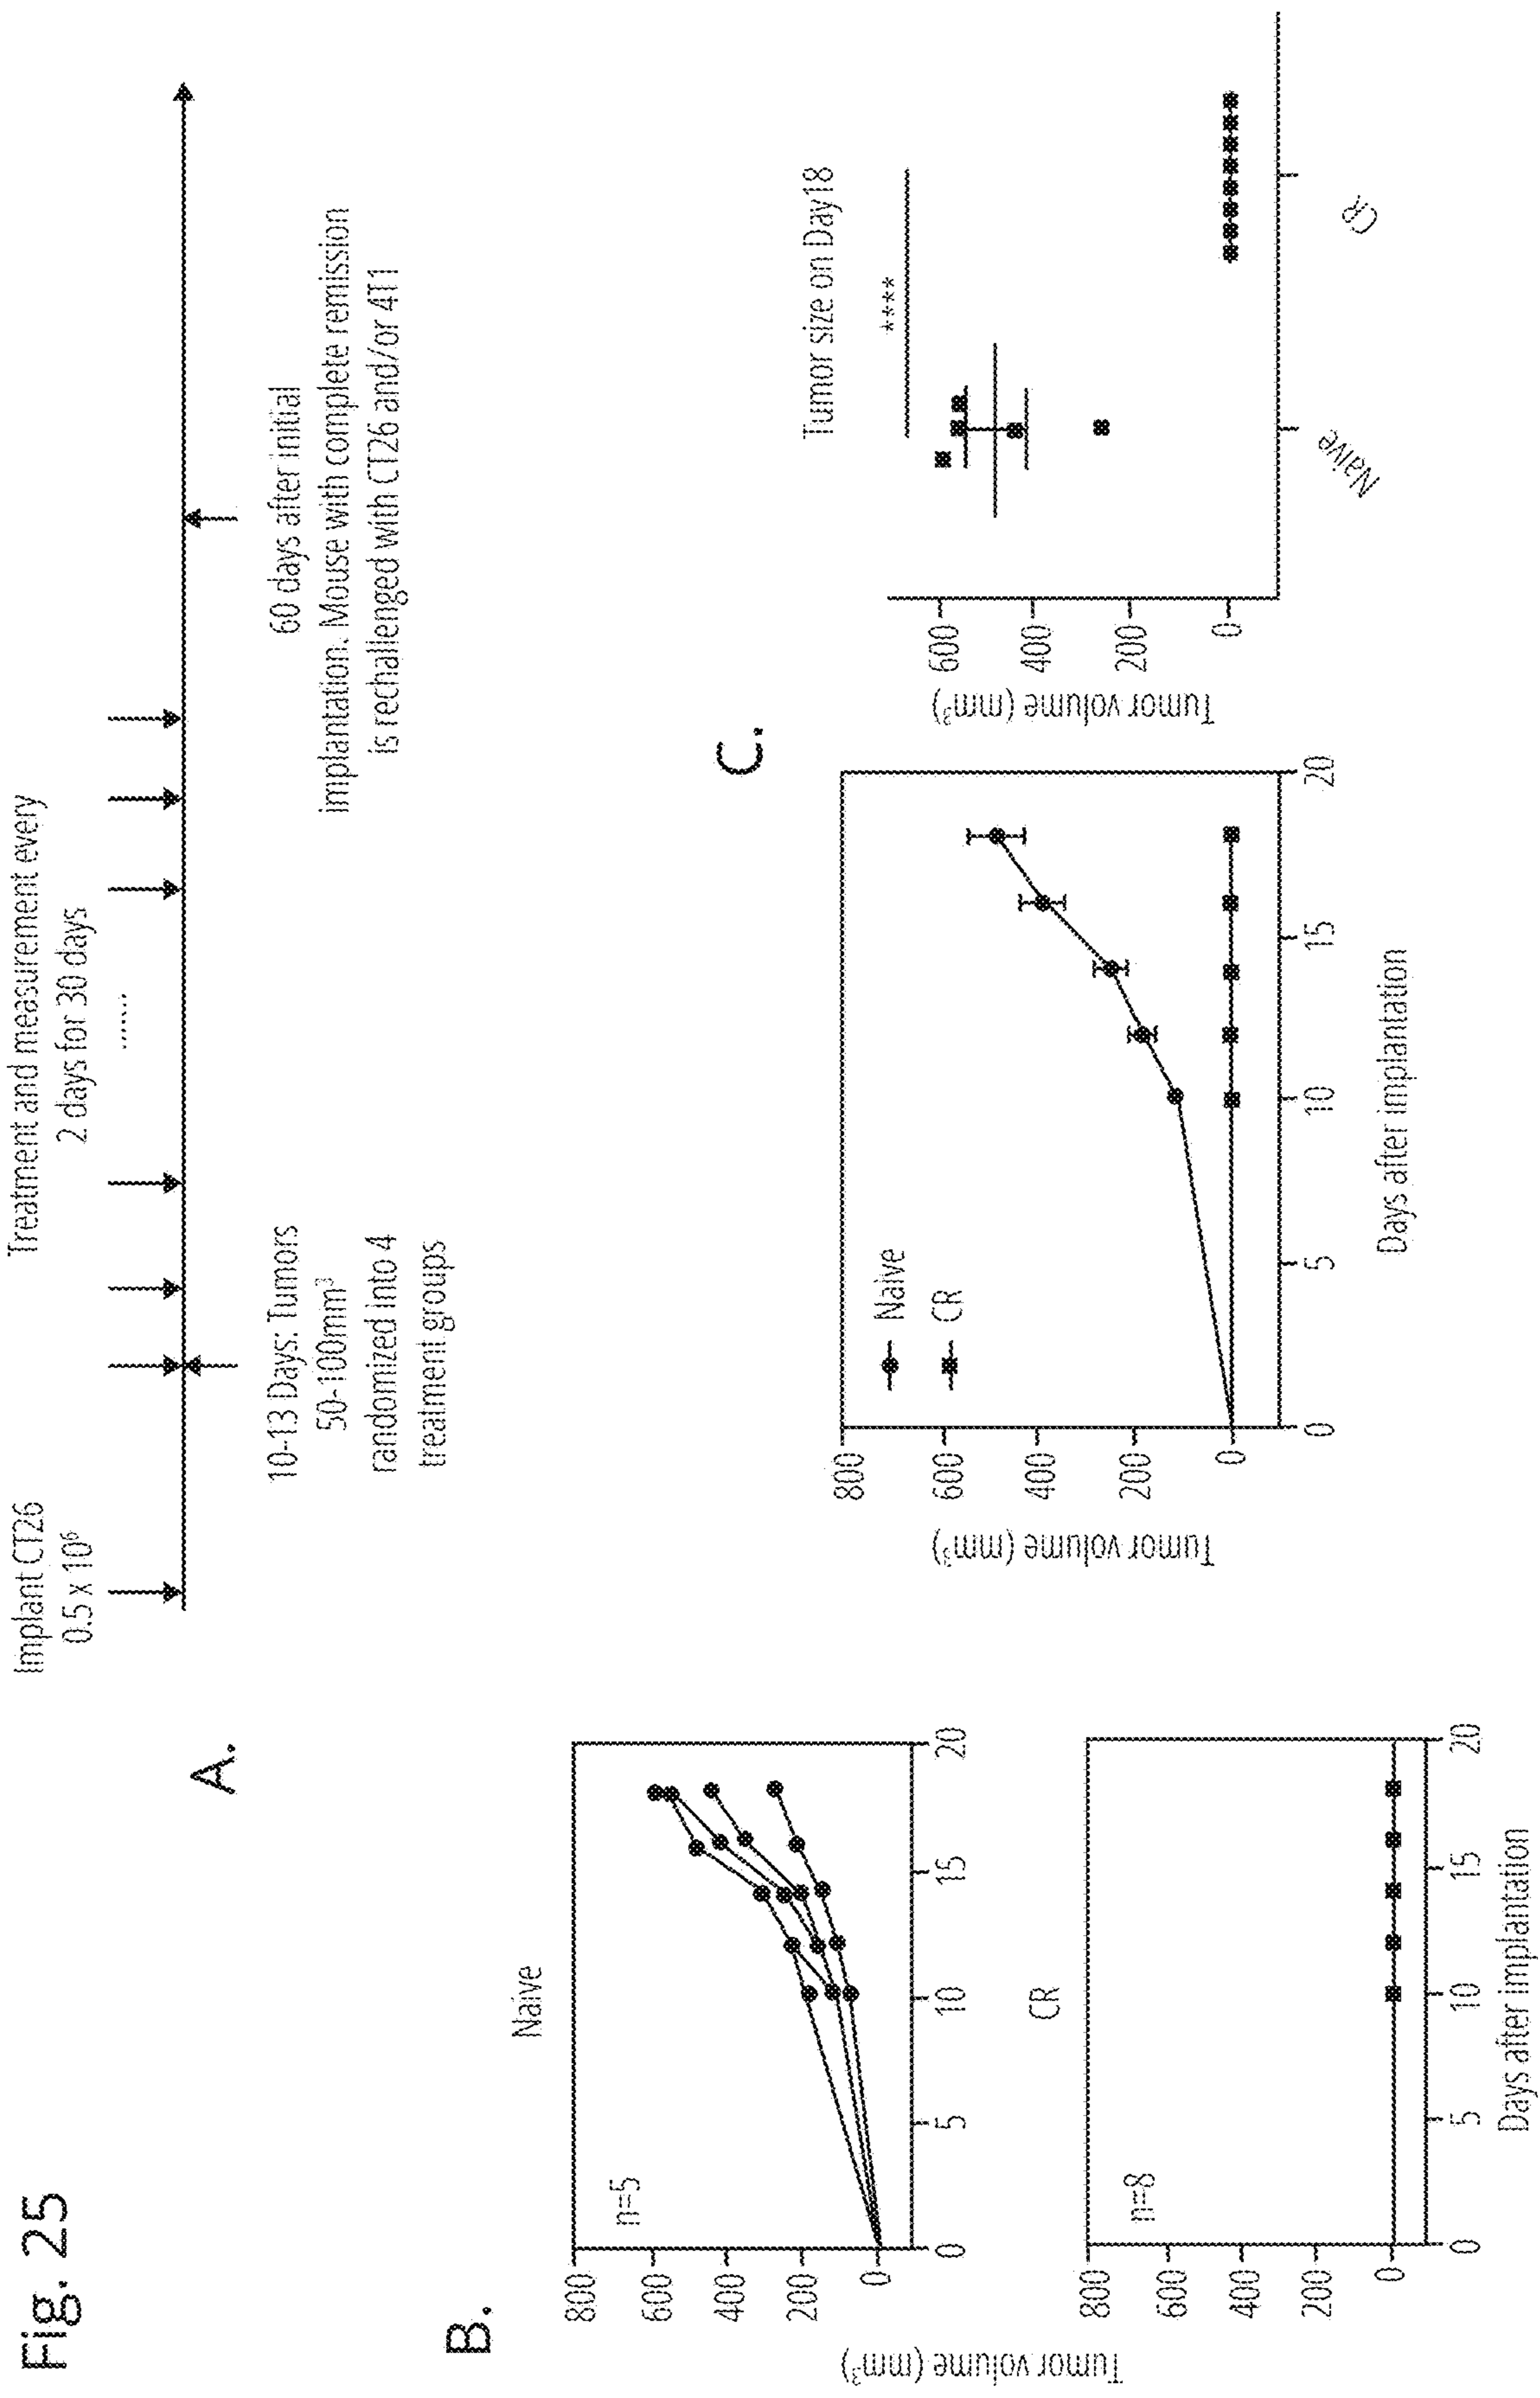 Fig. 25
A.
Implant CT26
0.5 x 10⁶
Treatment and measurement every
2 days for 30 days
......
10-13 Days: Tumors
50-100mm³
randomized into 4
treatment groups
60 days after initial
implantation. Mouse with complete remission
is rechallenged with CT26 and/or 4T1
B.
Naive
n=5
Tumor volume (mm³)
800
600
400
200
0
0 5 10 15 20
CR
n=8
800
600
400
200
0
0 5 10 15 20
Days after implantation
Tumor volume (mm³)
800
600
400
200
0
Naive
CR
0 5 10 15 20
Days after implantation
C.
Tumor size on Day18
****
Tumor volume (mm³)
600
400
200
0
Naive
CR